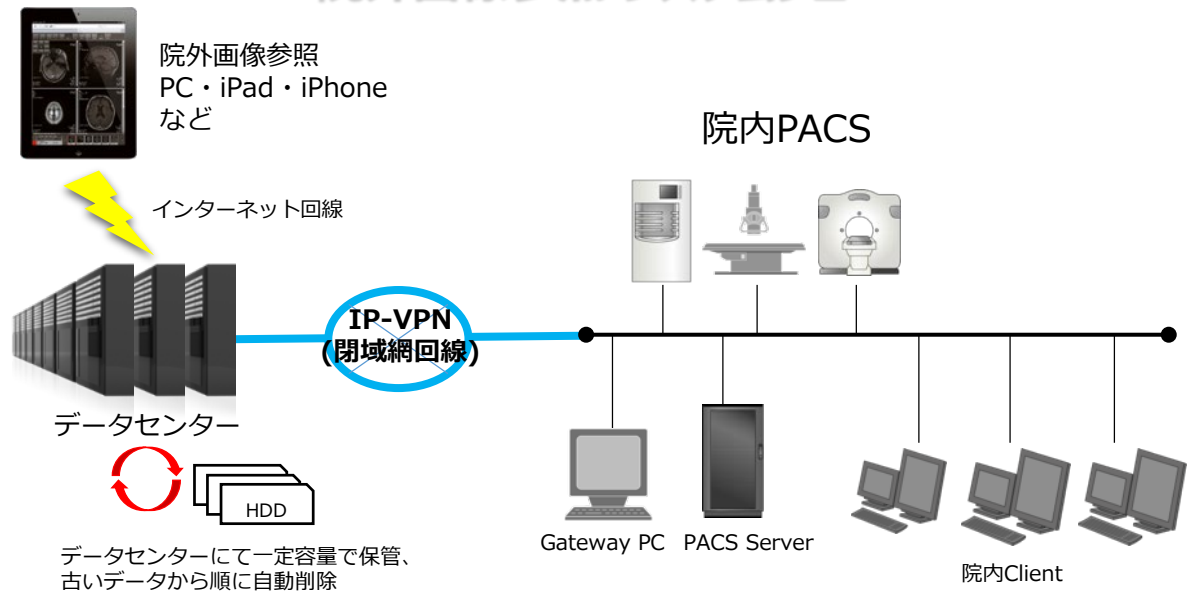 院外画像参照
PC・iPad・iPhone
など
院内PACS
インターネット回線
IP-VPN
(閉域網回線)
データセンター
HDD
データセンターにて一定容量で保管、
古いデータから順に自動削除
Gateway PC
PACS Server
院内Client